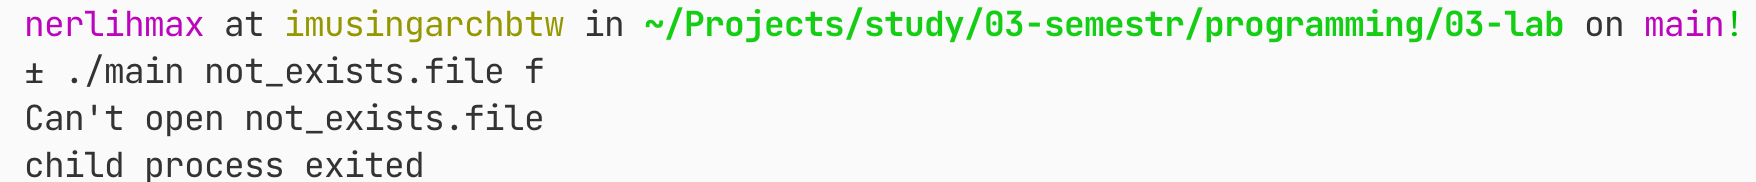 nerlihmax at imusingarchbtw in ~/Projects/study/03-semestr/programming/03-lab on main!
± ./main not_exists.file f
Can't open not_exists.file
child process exited